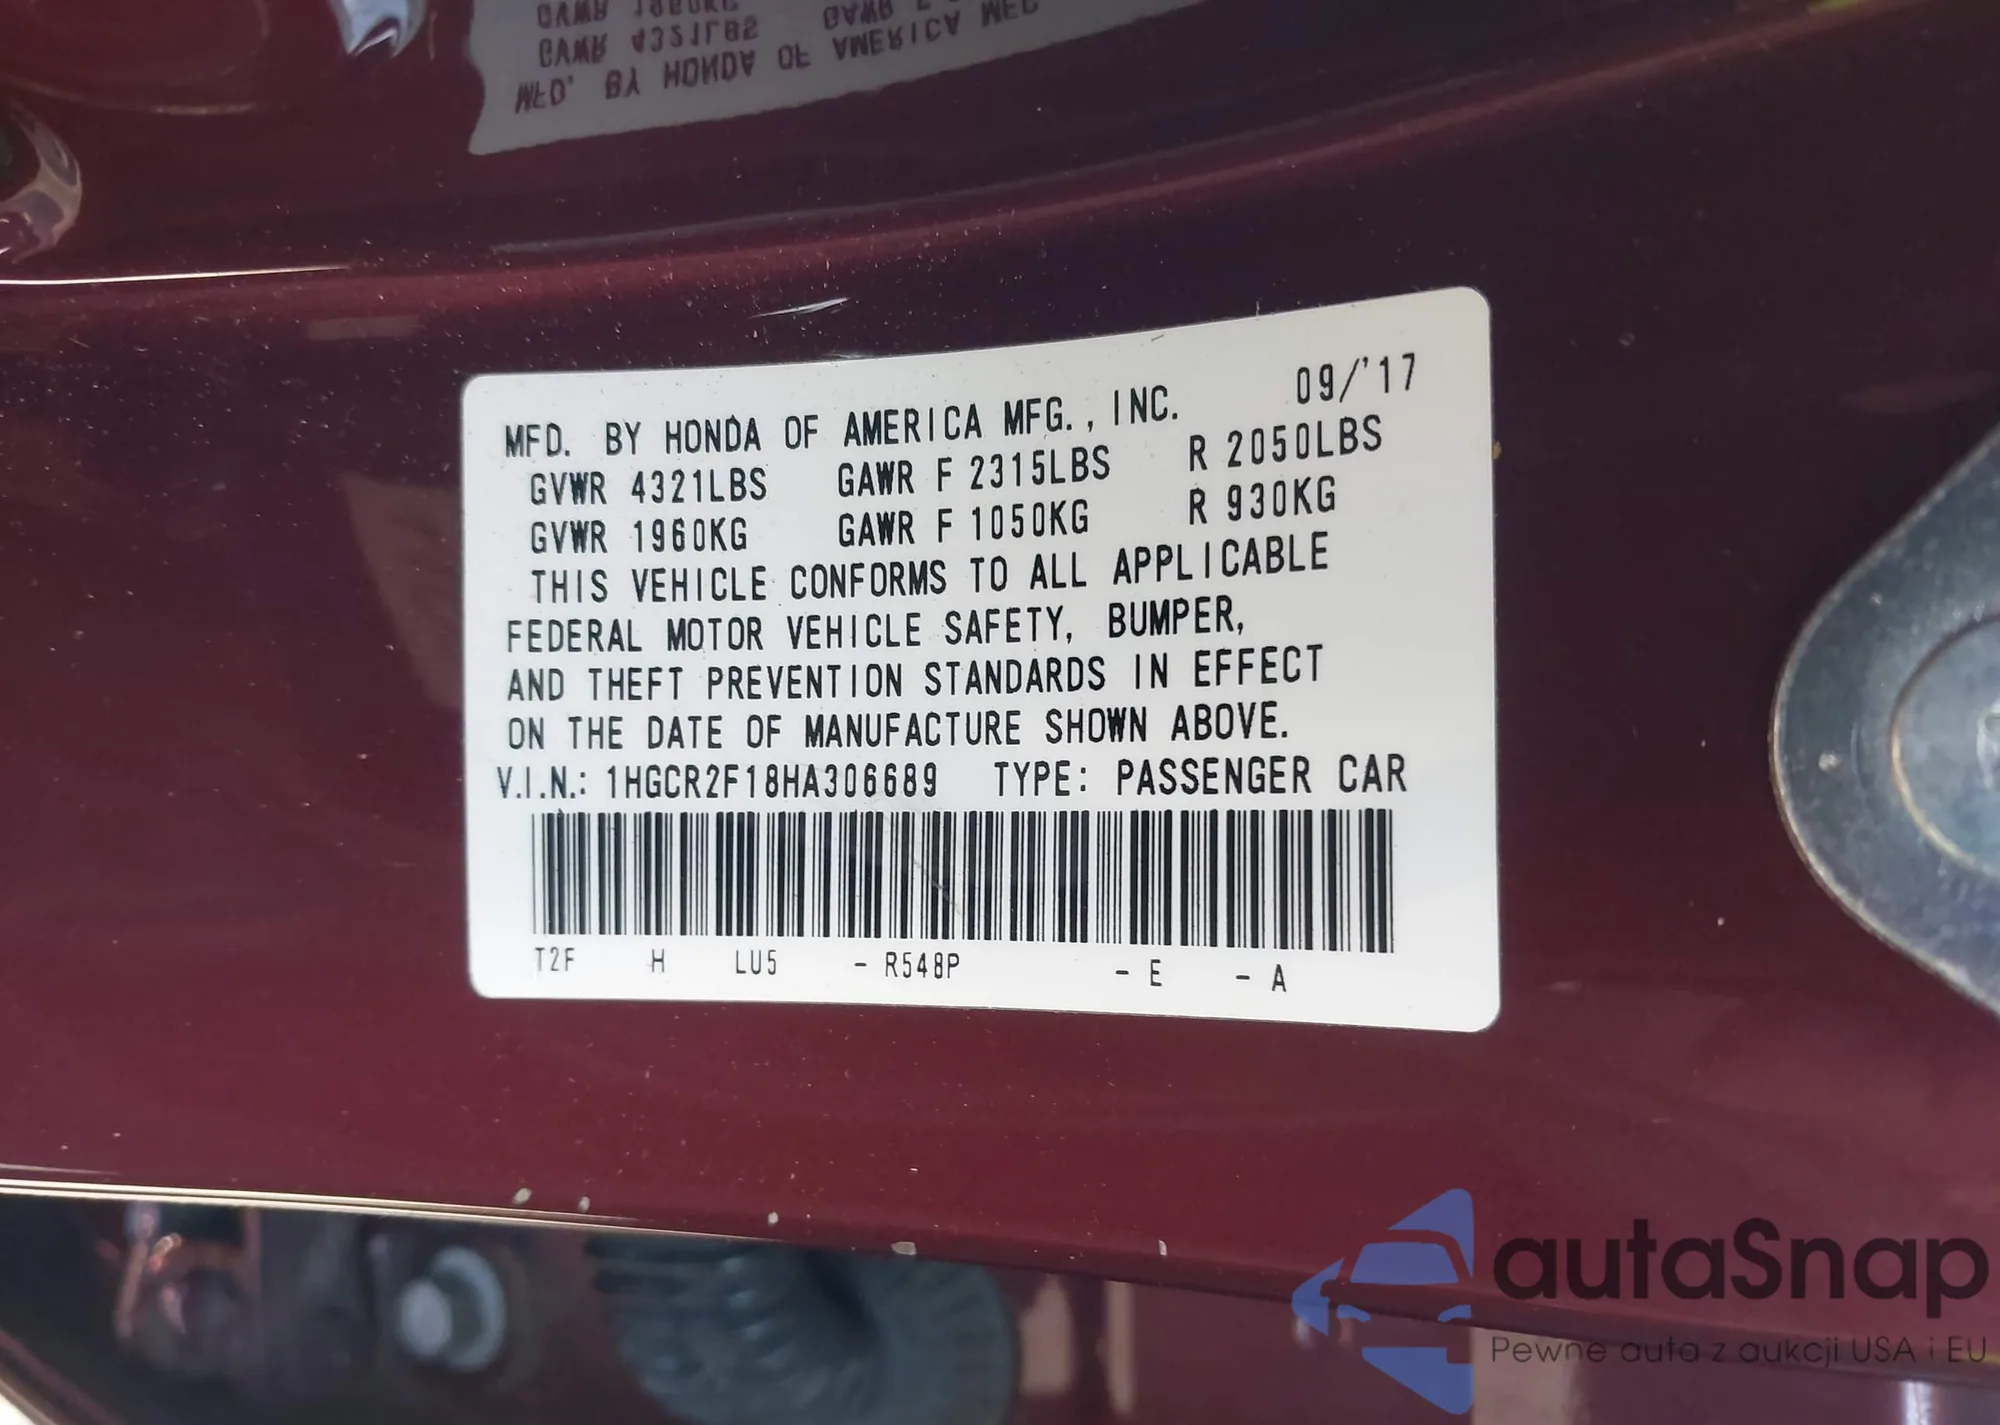 MFD. BY HONDA OF AMERICA MFG., INC. 09/'17
GVWR 4321LBS GAWR F 2315LBS R 2050LBS
GVWR 1960KG GAWR F 1050KG R 930KG
THIS VEHICLE CONFORMS TO ALL APPLICABLE
FEDERAL MOTOR VEHICLE SAFETY, BUMPER,
AND THEFT PREVENTION STANDARDS IN EFFECT
ON THE DATE OF MANUFACTURE SHOWN ABOVE.
V.I.N.: 1HGCR2F18HA306689 TYPE: PASSENGER CAR
T2F H LU5 - R548P - E - A
autaSnap
Pewne auta z aukcji USA i EU